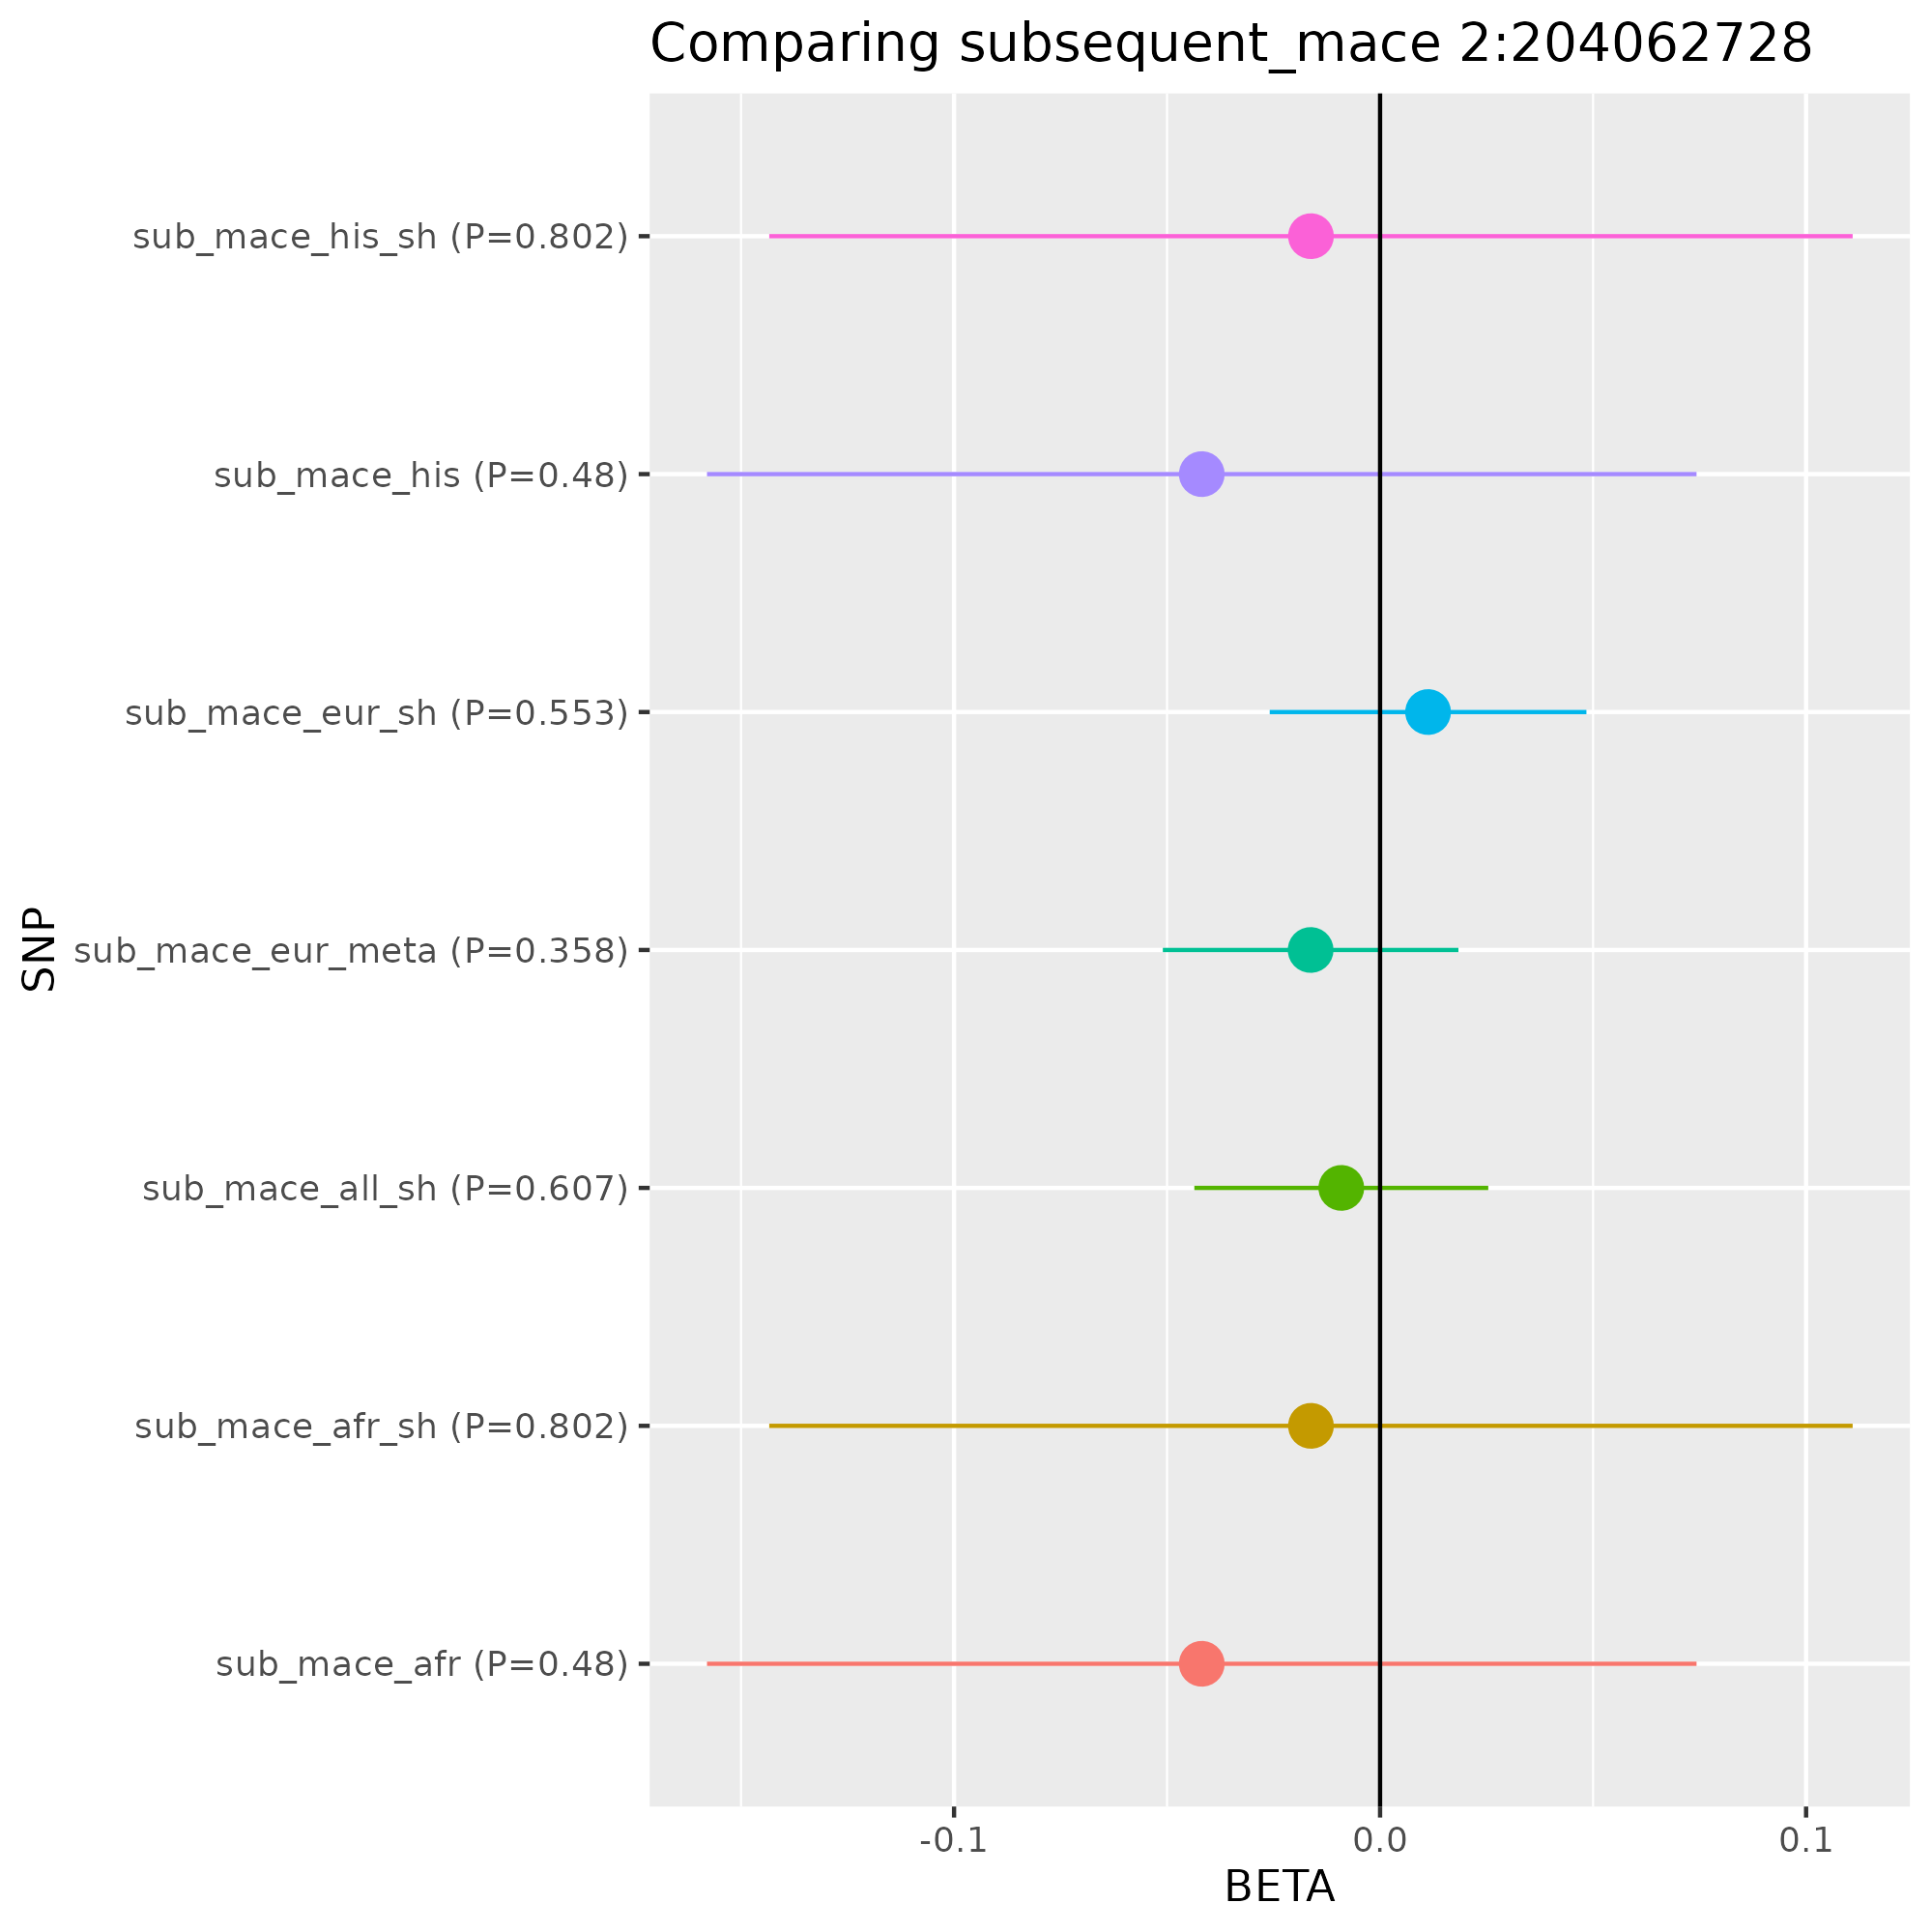 Comparing subsequent_mace 2:204062728
sub_mace_his_sh (P=0.802)
sub_mace_his (P=0.48)
sub_mace_eur_sh (P=0.553)
SNP
sub_mace_eur_meta (P=0.358)
sub_mace_all_sh (P=0.607)
sub_mace_afr_sh (P=0.802)
sub_mace_afr (P=0.48)
-0.1 0.0 0.1
BETA